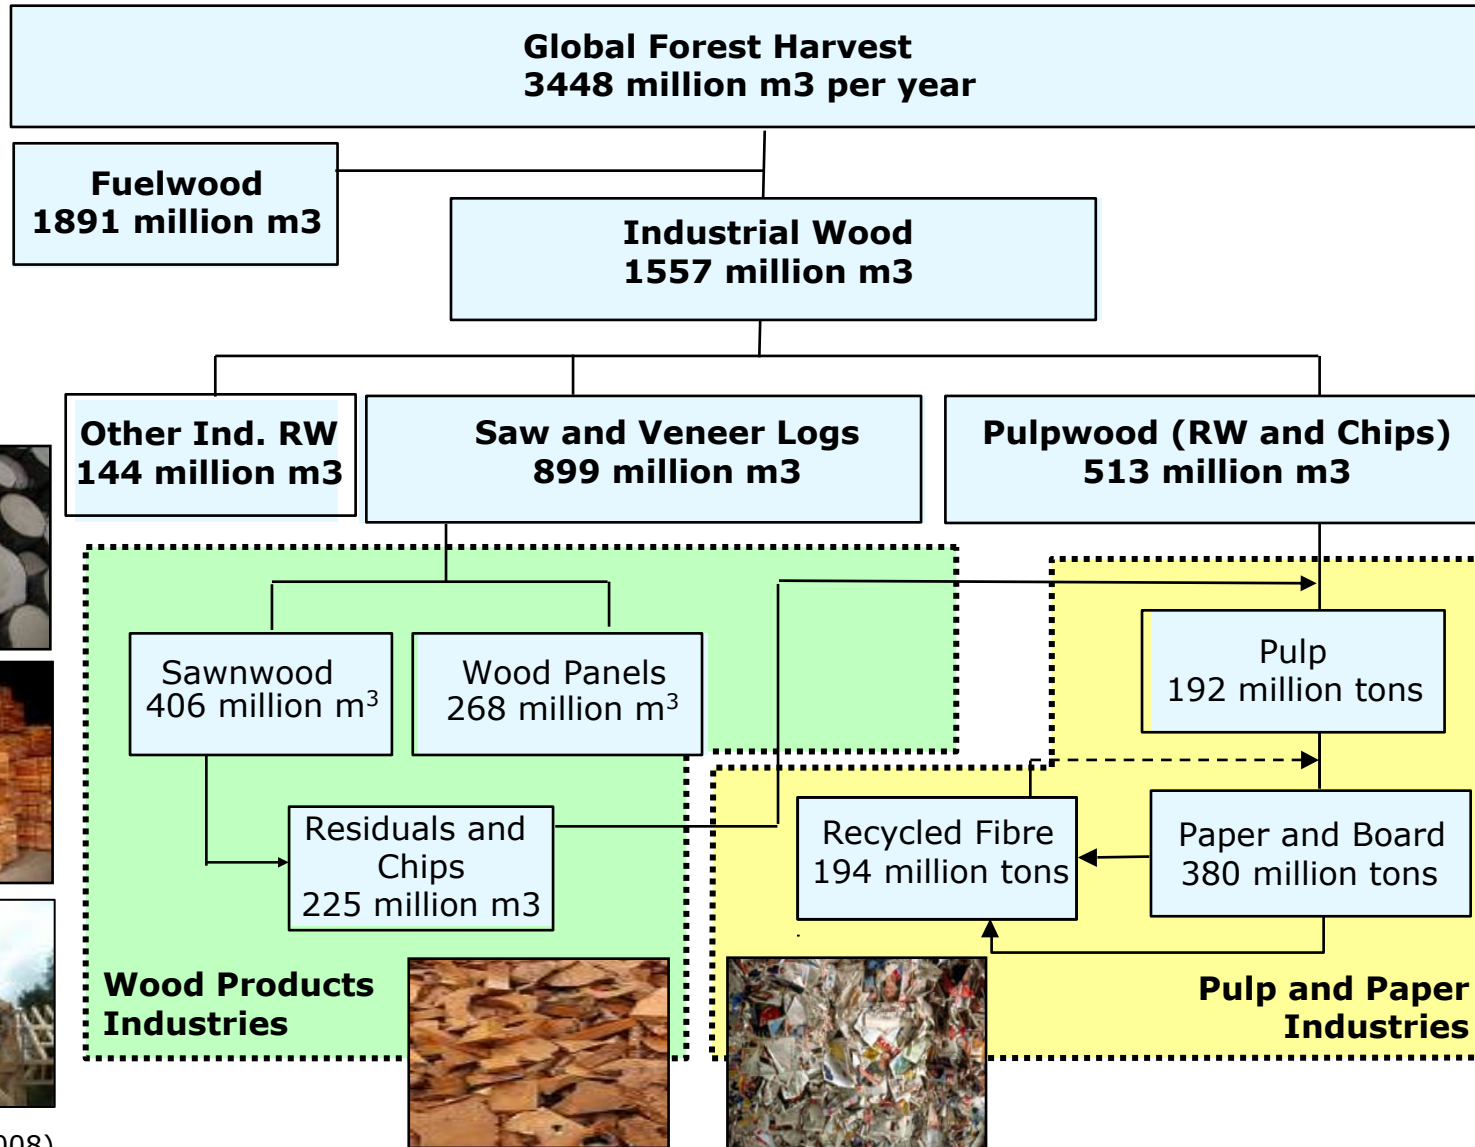 Global Forest Harvest
3448 million m3 per year
Fuelwood
1891 million m3
Industrial Wood
1557 million m3
Other Ind. RW
144 million m3
Saw and Veneer Logs
899 million m3
Pulpwood (RW and Chips)
513 million m3
Sawnwood
406 million m³
Wood Panels
268 million m³
Pulp
192 million tons
Residuals and
Chips
225 million m3
Recycled Fibre
194 million tons
Paper and Board
380 million tons
Wood Products
Industries
Pulp and Paper
Industries
008)